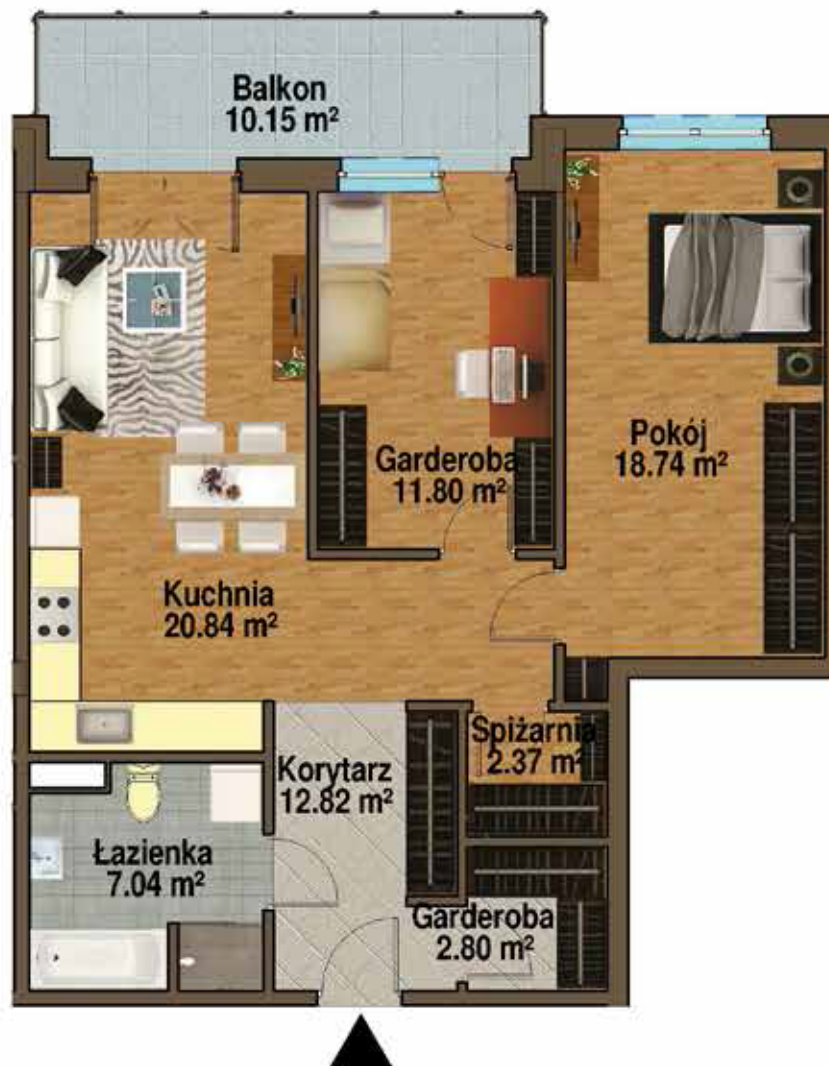 Balkon
10.15 m²
Pokój
18.74 m²
Garderoba
11.80 m²
Kuchnia
20.84 m²
Spiżarnia
2.37 m²
Korytarz
12.82 m²
Łazienka
7.04 m²
Garderoba
2.80 m²